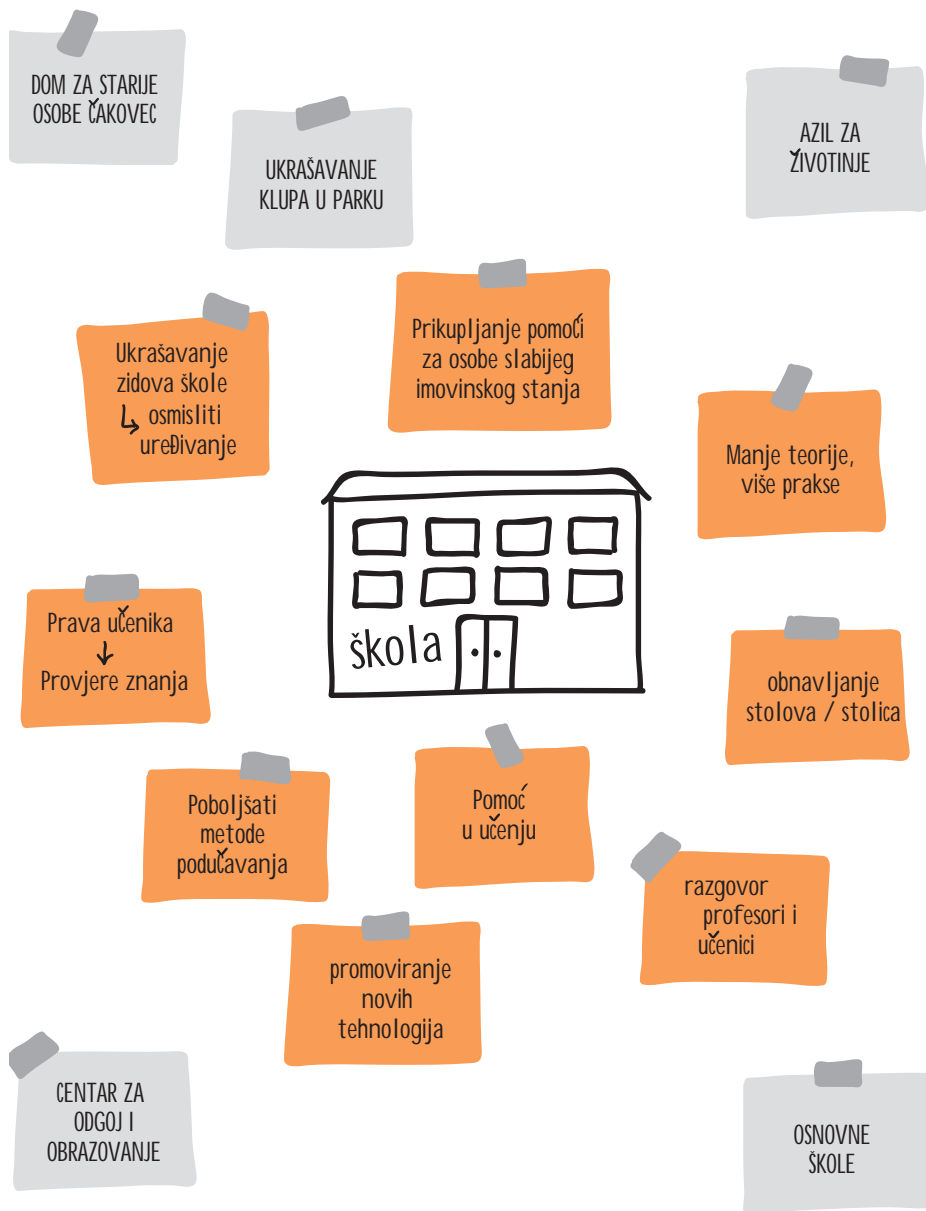 DOM ZA STARIJE
OSOBE ČAKOVEC
UKRAŠAVANJE
KLUPA U PARKU
AZIL ZA
ŽIVOTINJE
Ukrašavanje
zidova škole
osmisliti
uređivanje
Prikupljanje pomoći
za osobe slabijeg
imovinskog stanja
Manje teorije,
više prakse
Prava učenika
Provjere znanja
škola
obnavljanje
stolova / stolica
Poboljšati
metode
podučavanja
Pomoć
u učenju
razgovor
profesori i
učenici
promoviranje
novih
tehnologija
CENTAR ZA
ODGOJ I
OBRAZOVANJE
OSNOVNE
ŠKOLE